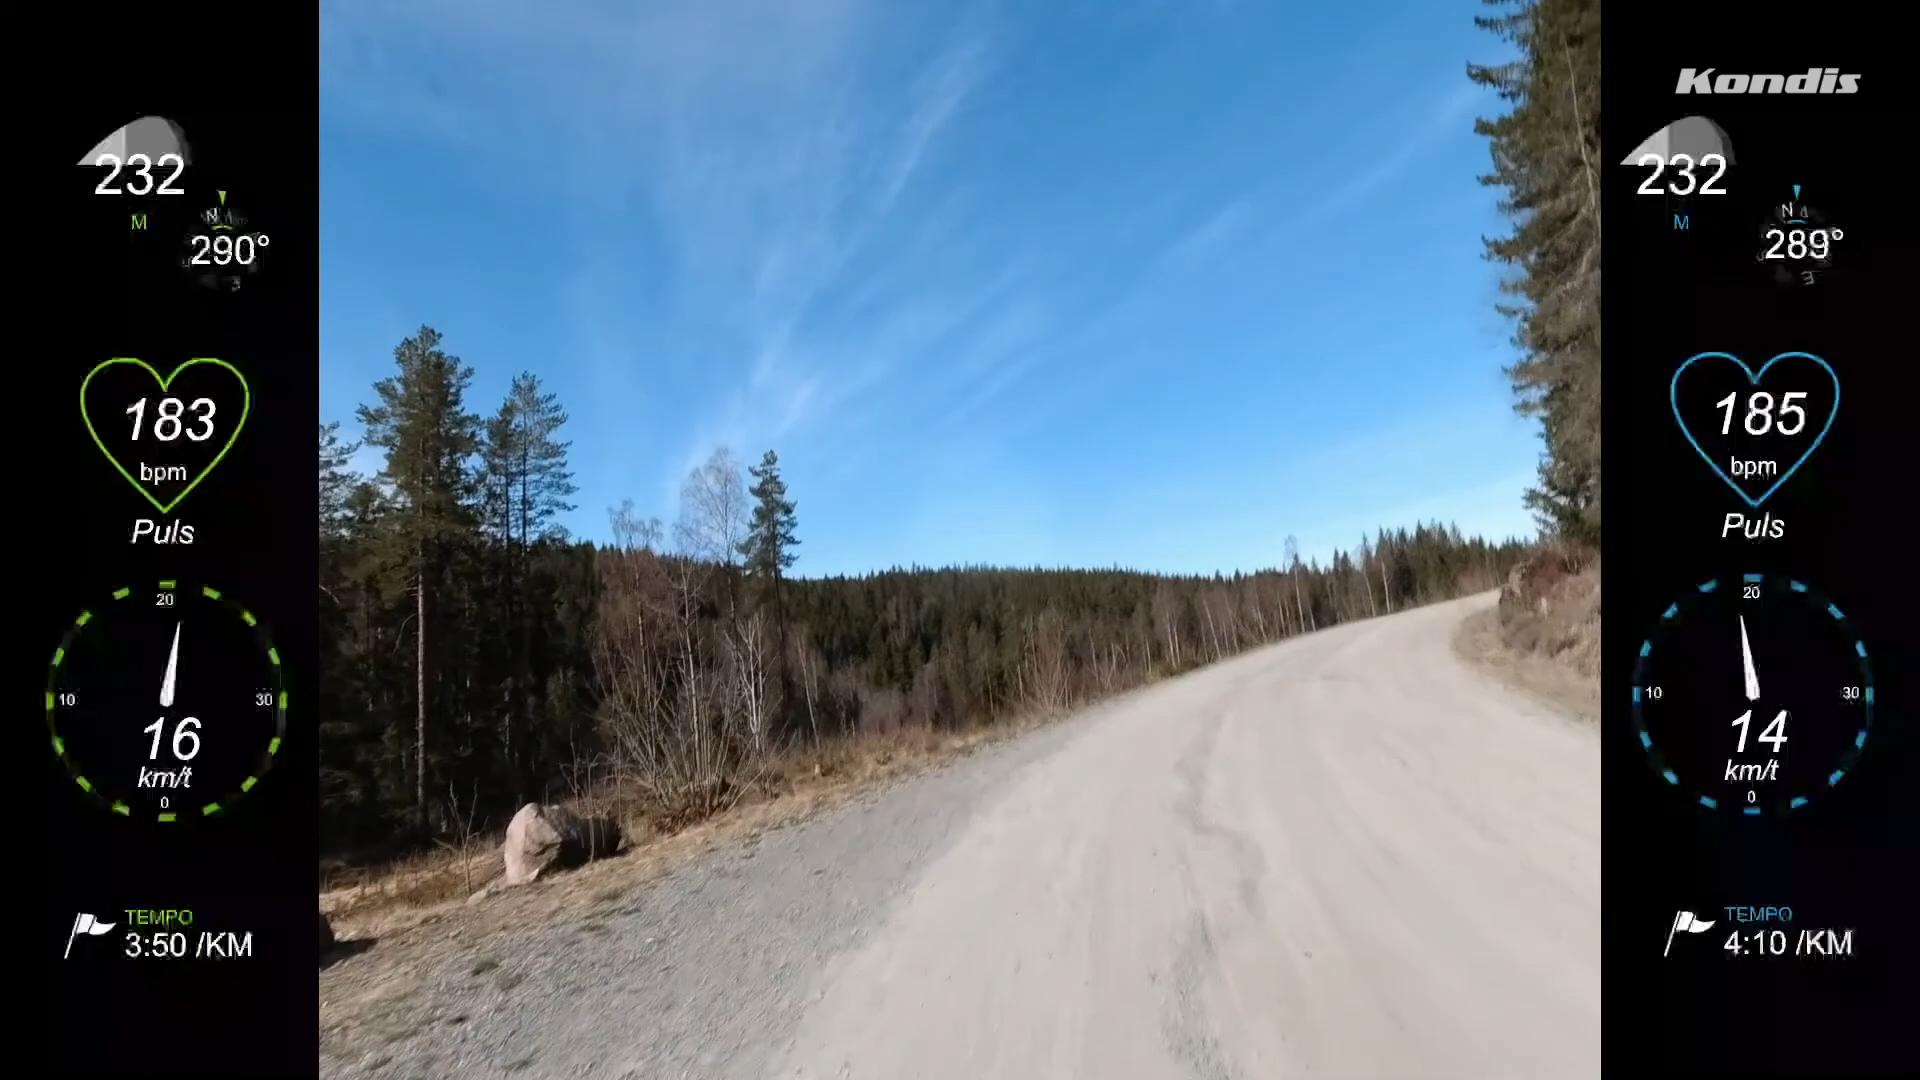 232
M
N
290°
183
bpm
Puls
20
10
30
16
km/t
0
TEMPO
3:50 /KM
Kondis
232
M
N
289°
E
185
bpm
Puls
20
10
30
14
km/t
0
TEMPO
4:10 /KM